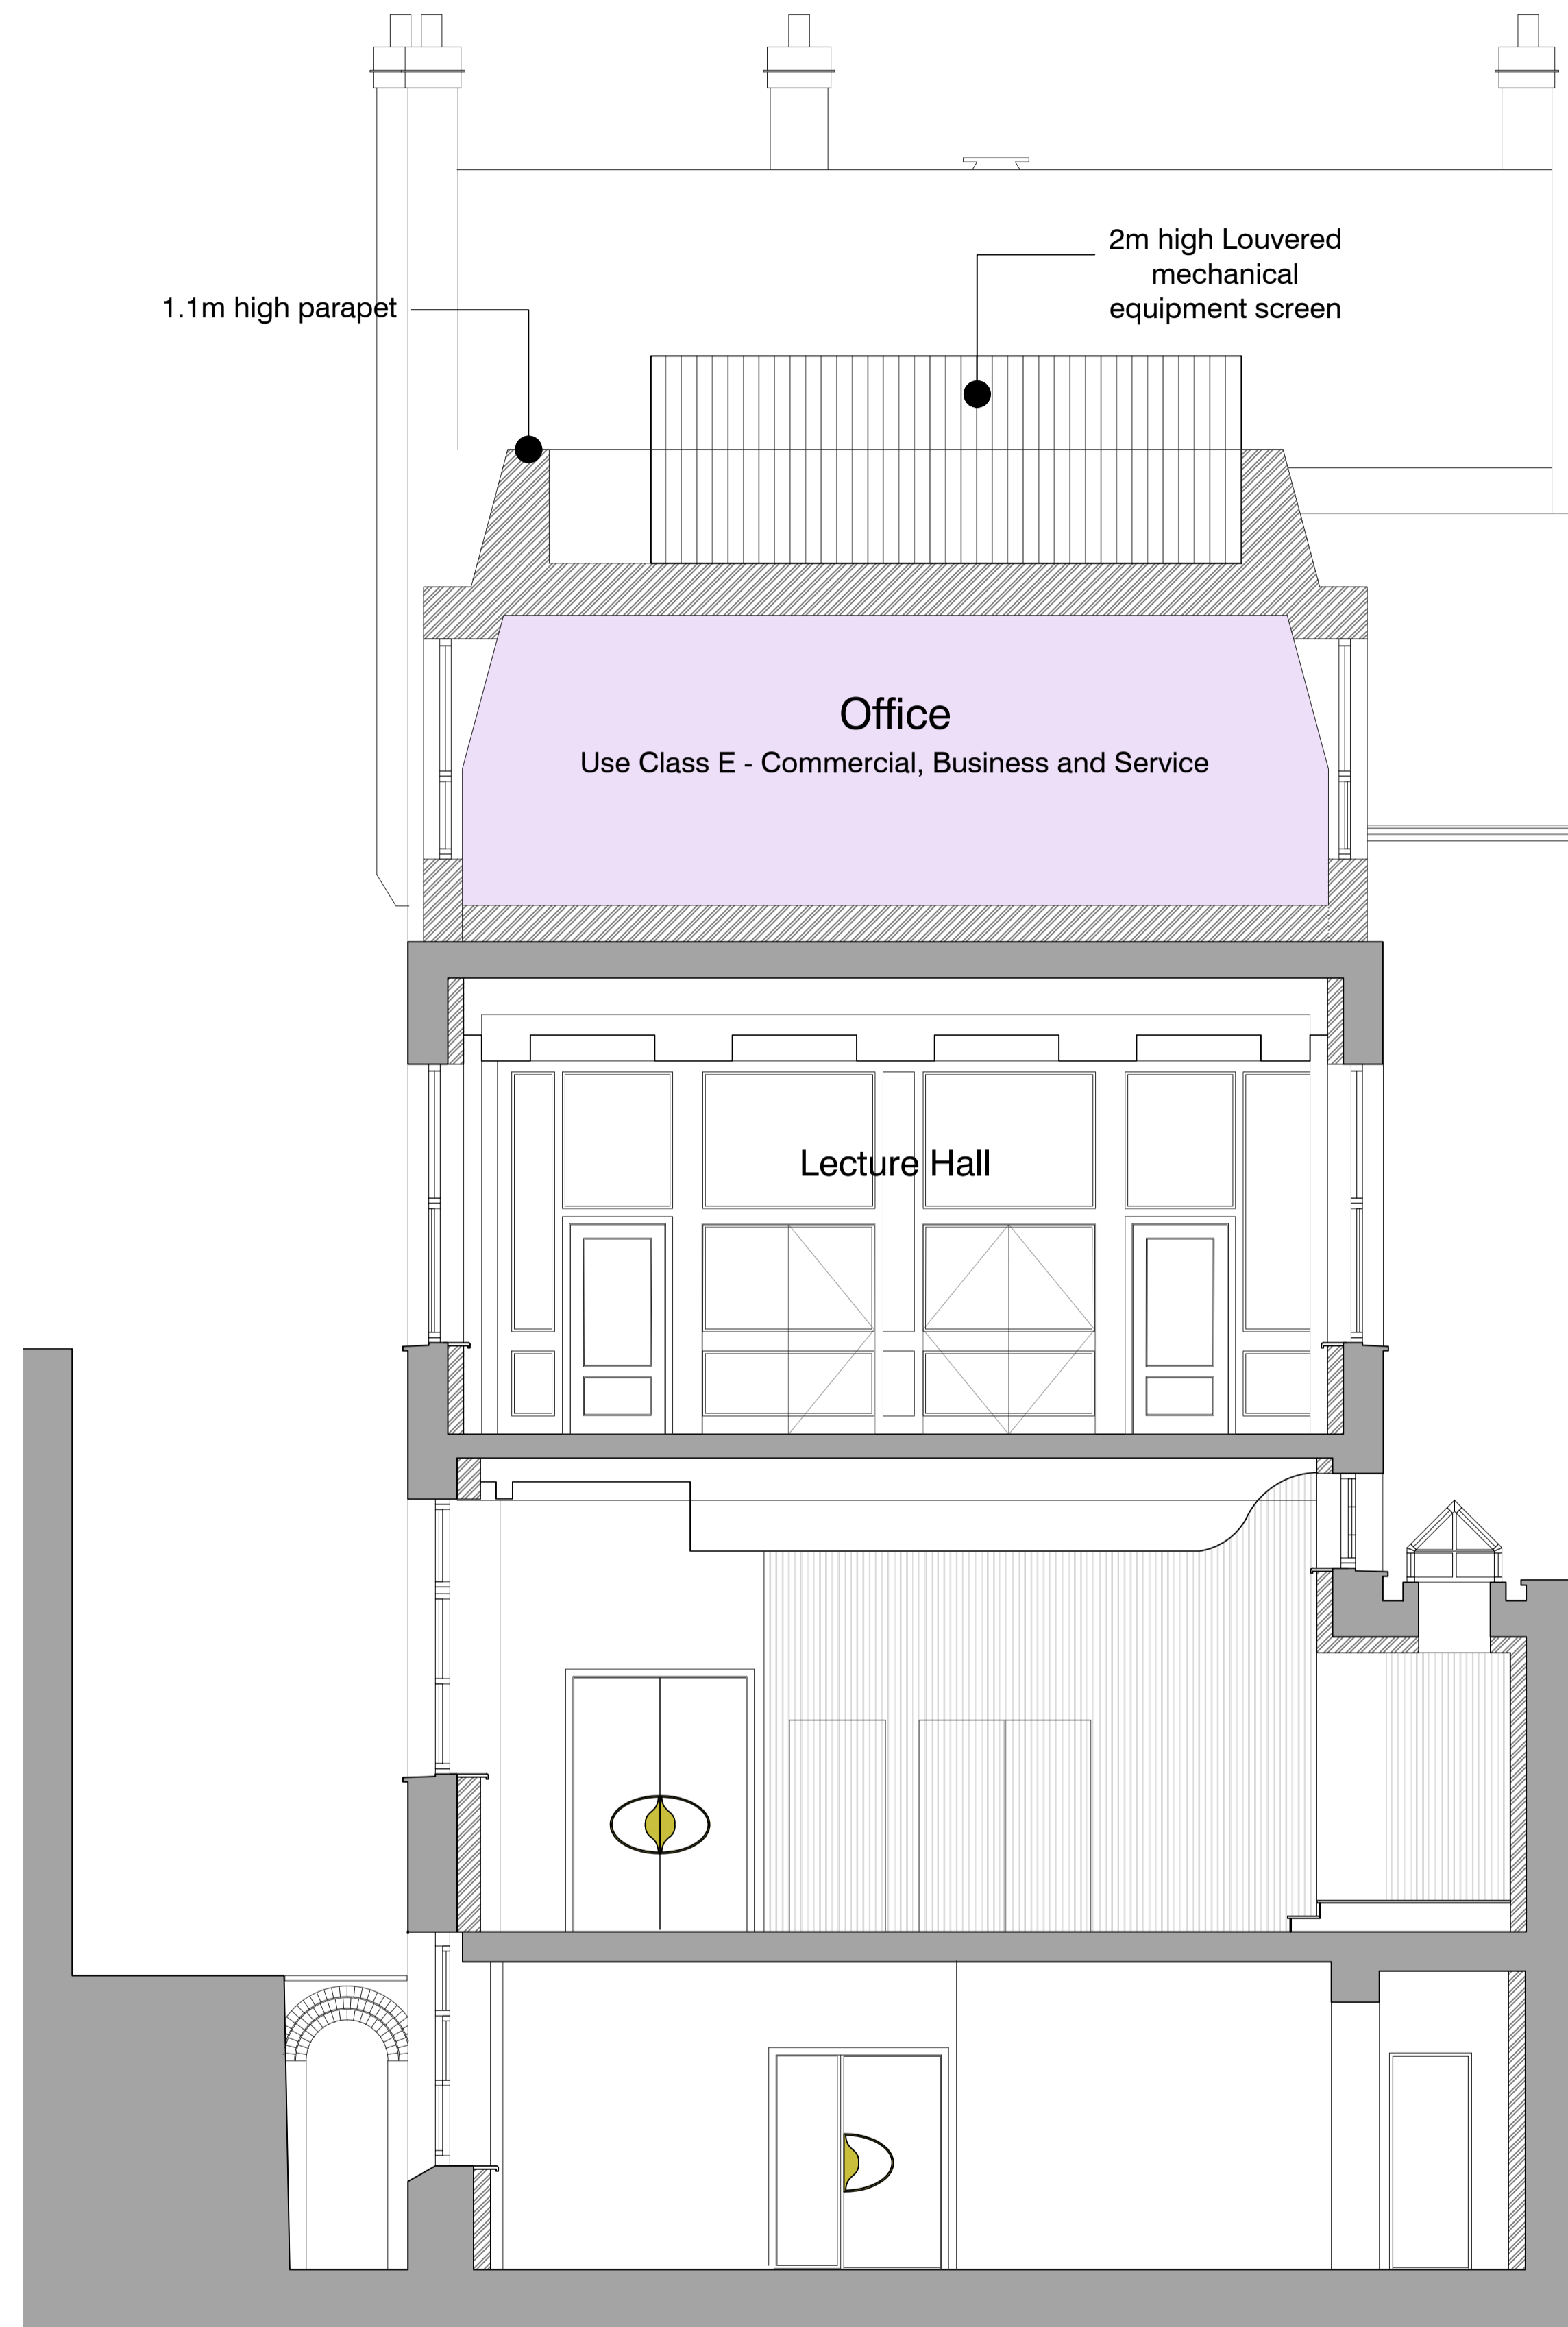 2m high Louvered
mechanical
equipment screen
1.1m high parapet
Office
Use Class E - Commercial, Business and Service
Lecture Hall